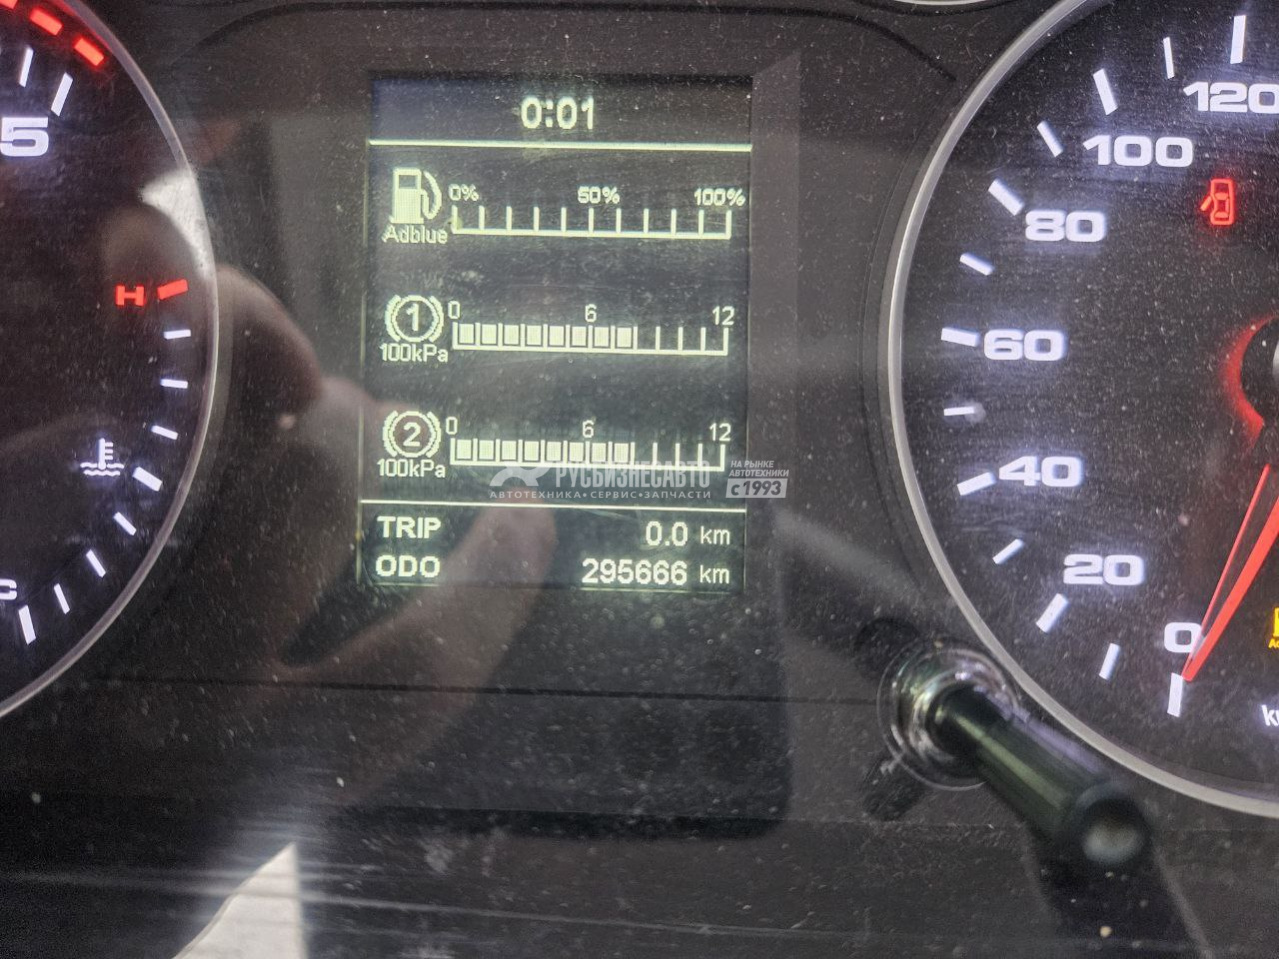 0:01
0% 50% 100%
Adblue
1 0 6 12
100kPa
2 0 6 12
100kPa
РУСБИЗНЕСАВТО
АВТОТЕХНИКА•СЕРВИС•ЗАПЧАСТИ
НА РЫНКЕ
АВТОТЕХНИКИ
с 1993
TRIP 0.0 km
ODO 295666 km
5
H
C
120
100
80
60
40
20
0